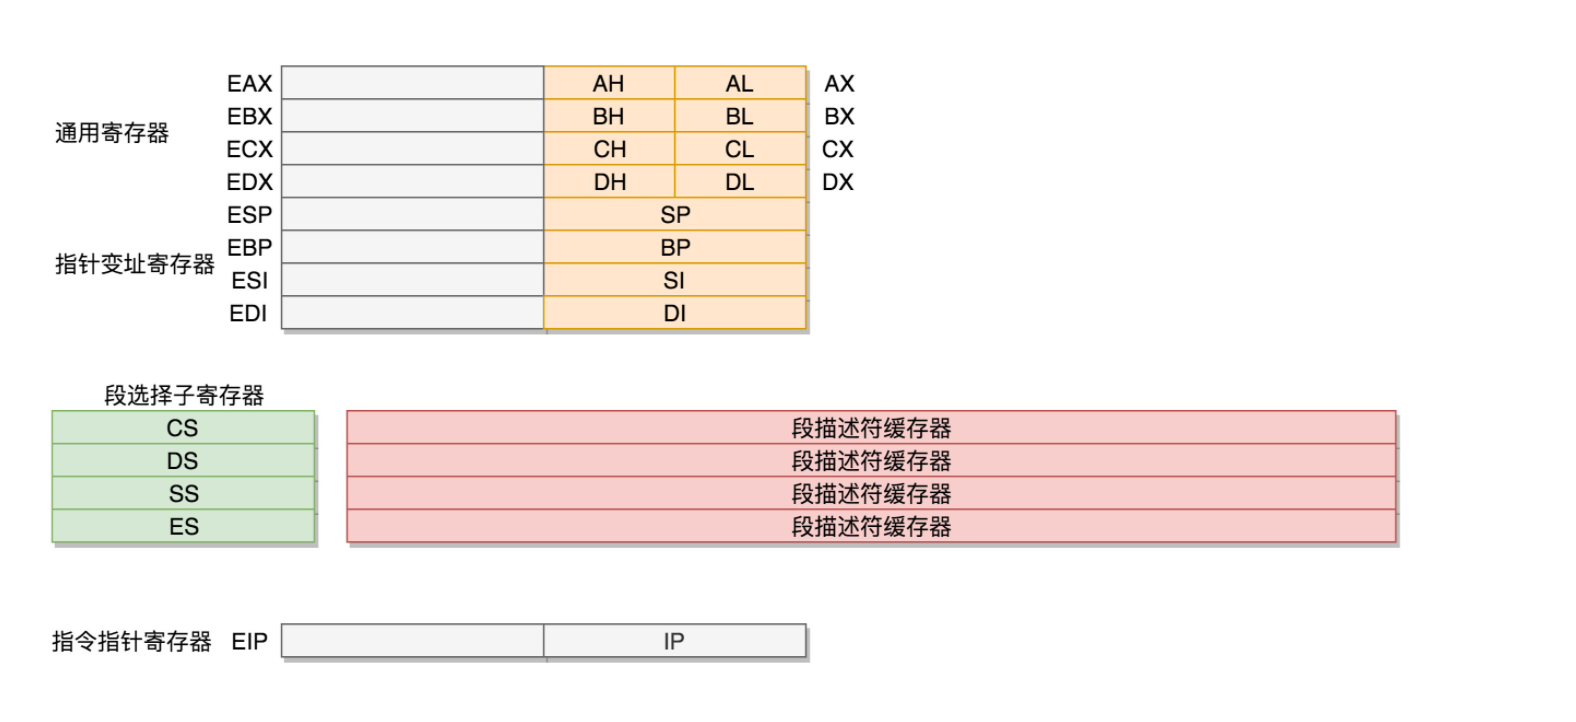 EAX AH AL AX
EBX BH BL BX
通用寄存器
ECX CH CL CX
EDX DH DL DX
ESP SP
EBP BP
指针变址寄存器
ESI SI
EDI DI
段选择子寄存器
CS 段描述符缓存器
DS 段描述符缓存器
SS 段描述符缓存器
ES 段描述符缓存器
指令指针寄存器 EIP IP